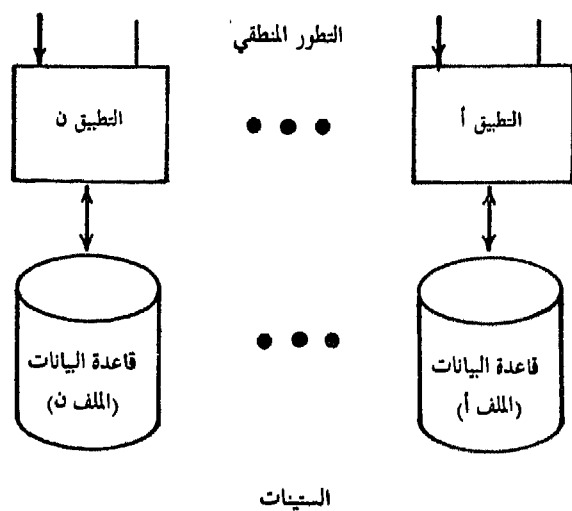 التطور المنطقي
التطبيق أ
التطبيق ن
قاعدة البيانات
(الملف أ)
قاعدة البيانات
(الملف ن)
الستينات